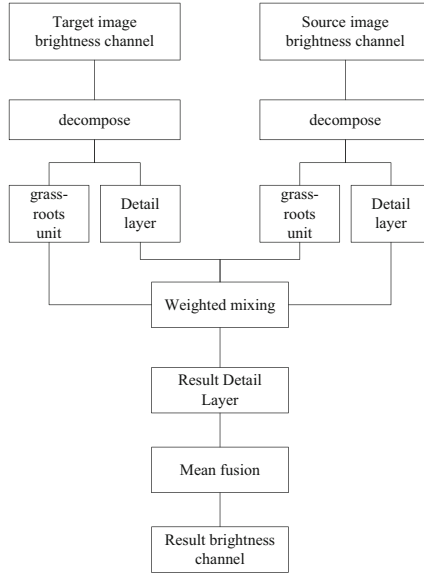 Target image
brightness channel
Source image
brightness channel
decompose
decompose
grass-
roots
unit
Detail
layer
grass-
roots
unit
Detail
layer
Weighted mixing
Result Detail
Layer
Mean fusion
Result brightness
channel